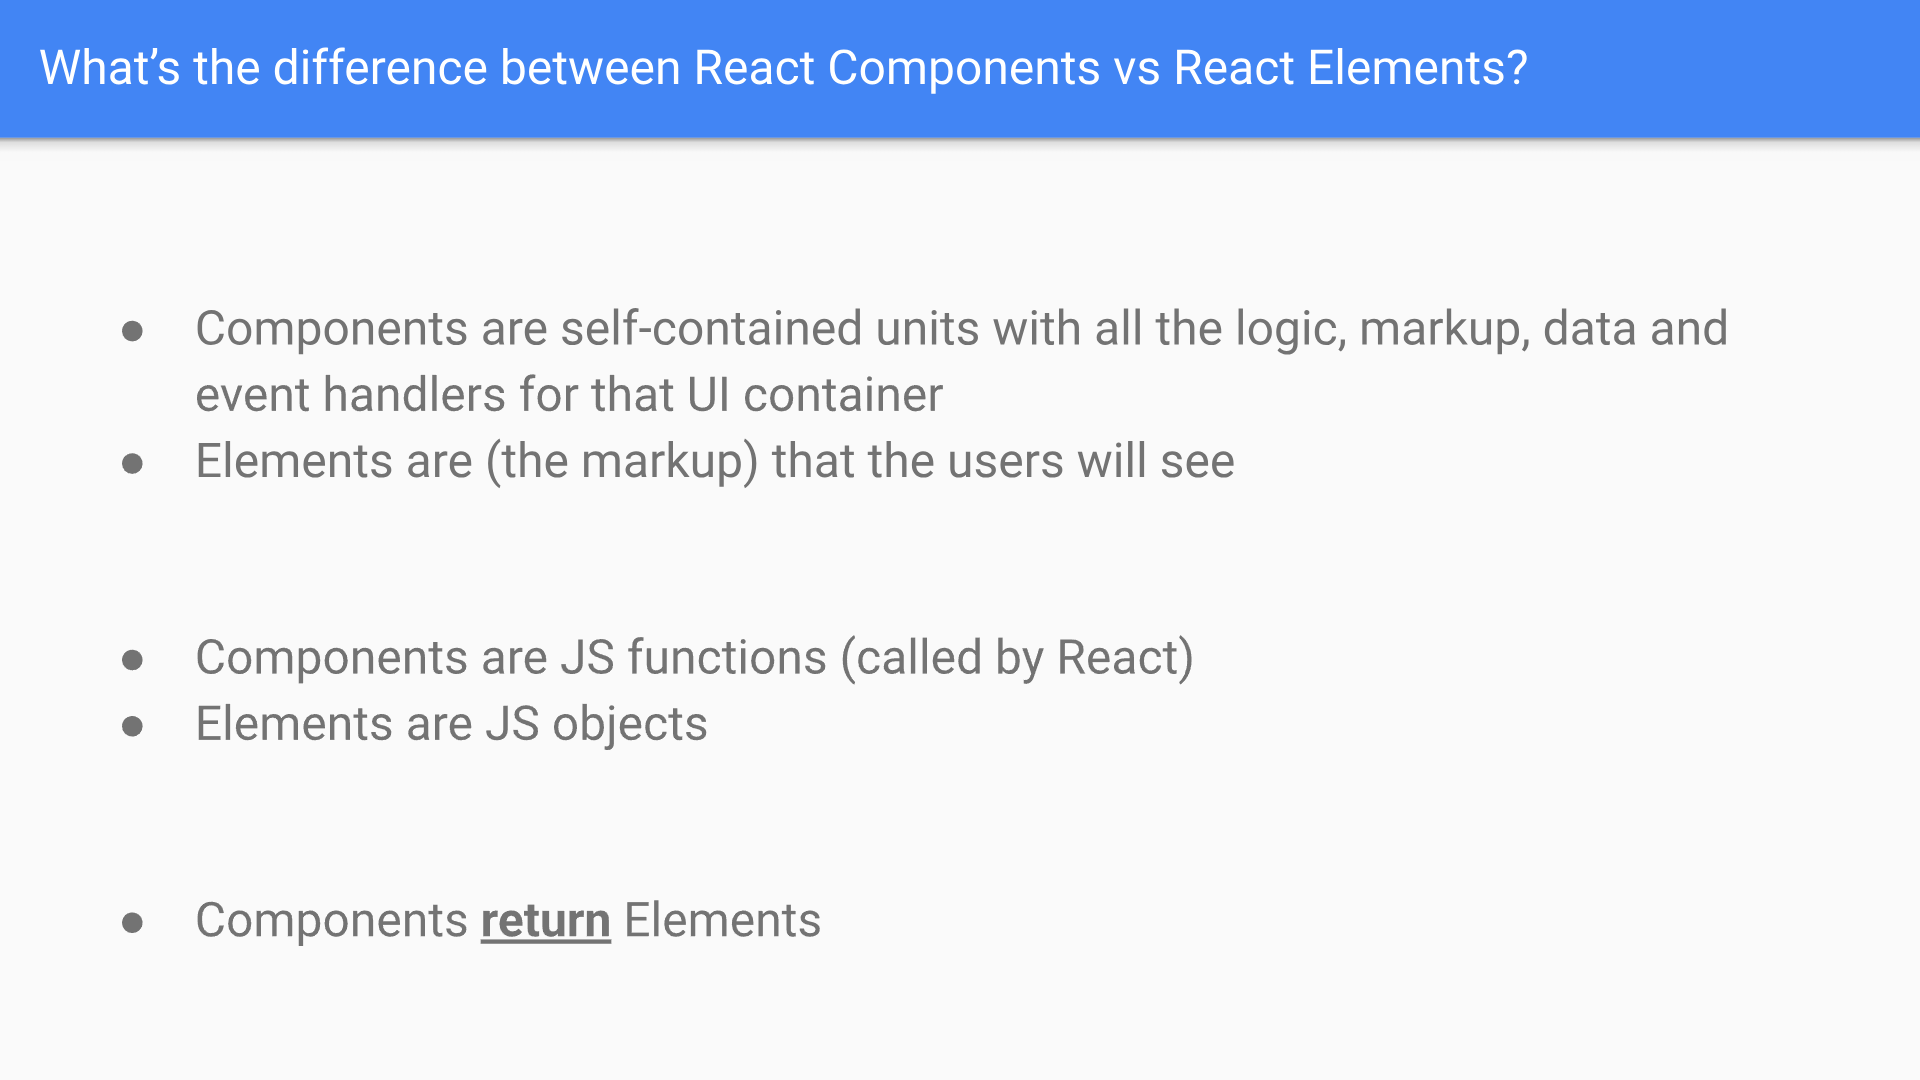 What’s the difference between React Components vs React Elements?
● Components are self-contained units with all the logic, markup, data and
event handlers for that UI container
● Elements are (the markup) that the users will see
● Components are JS functions (called by React)
● Elements are JS objects
● Components return Elements